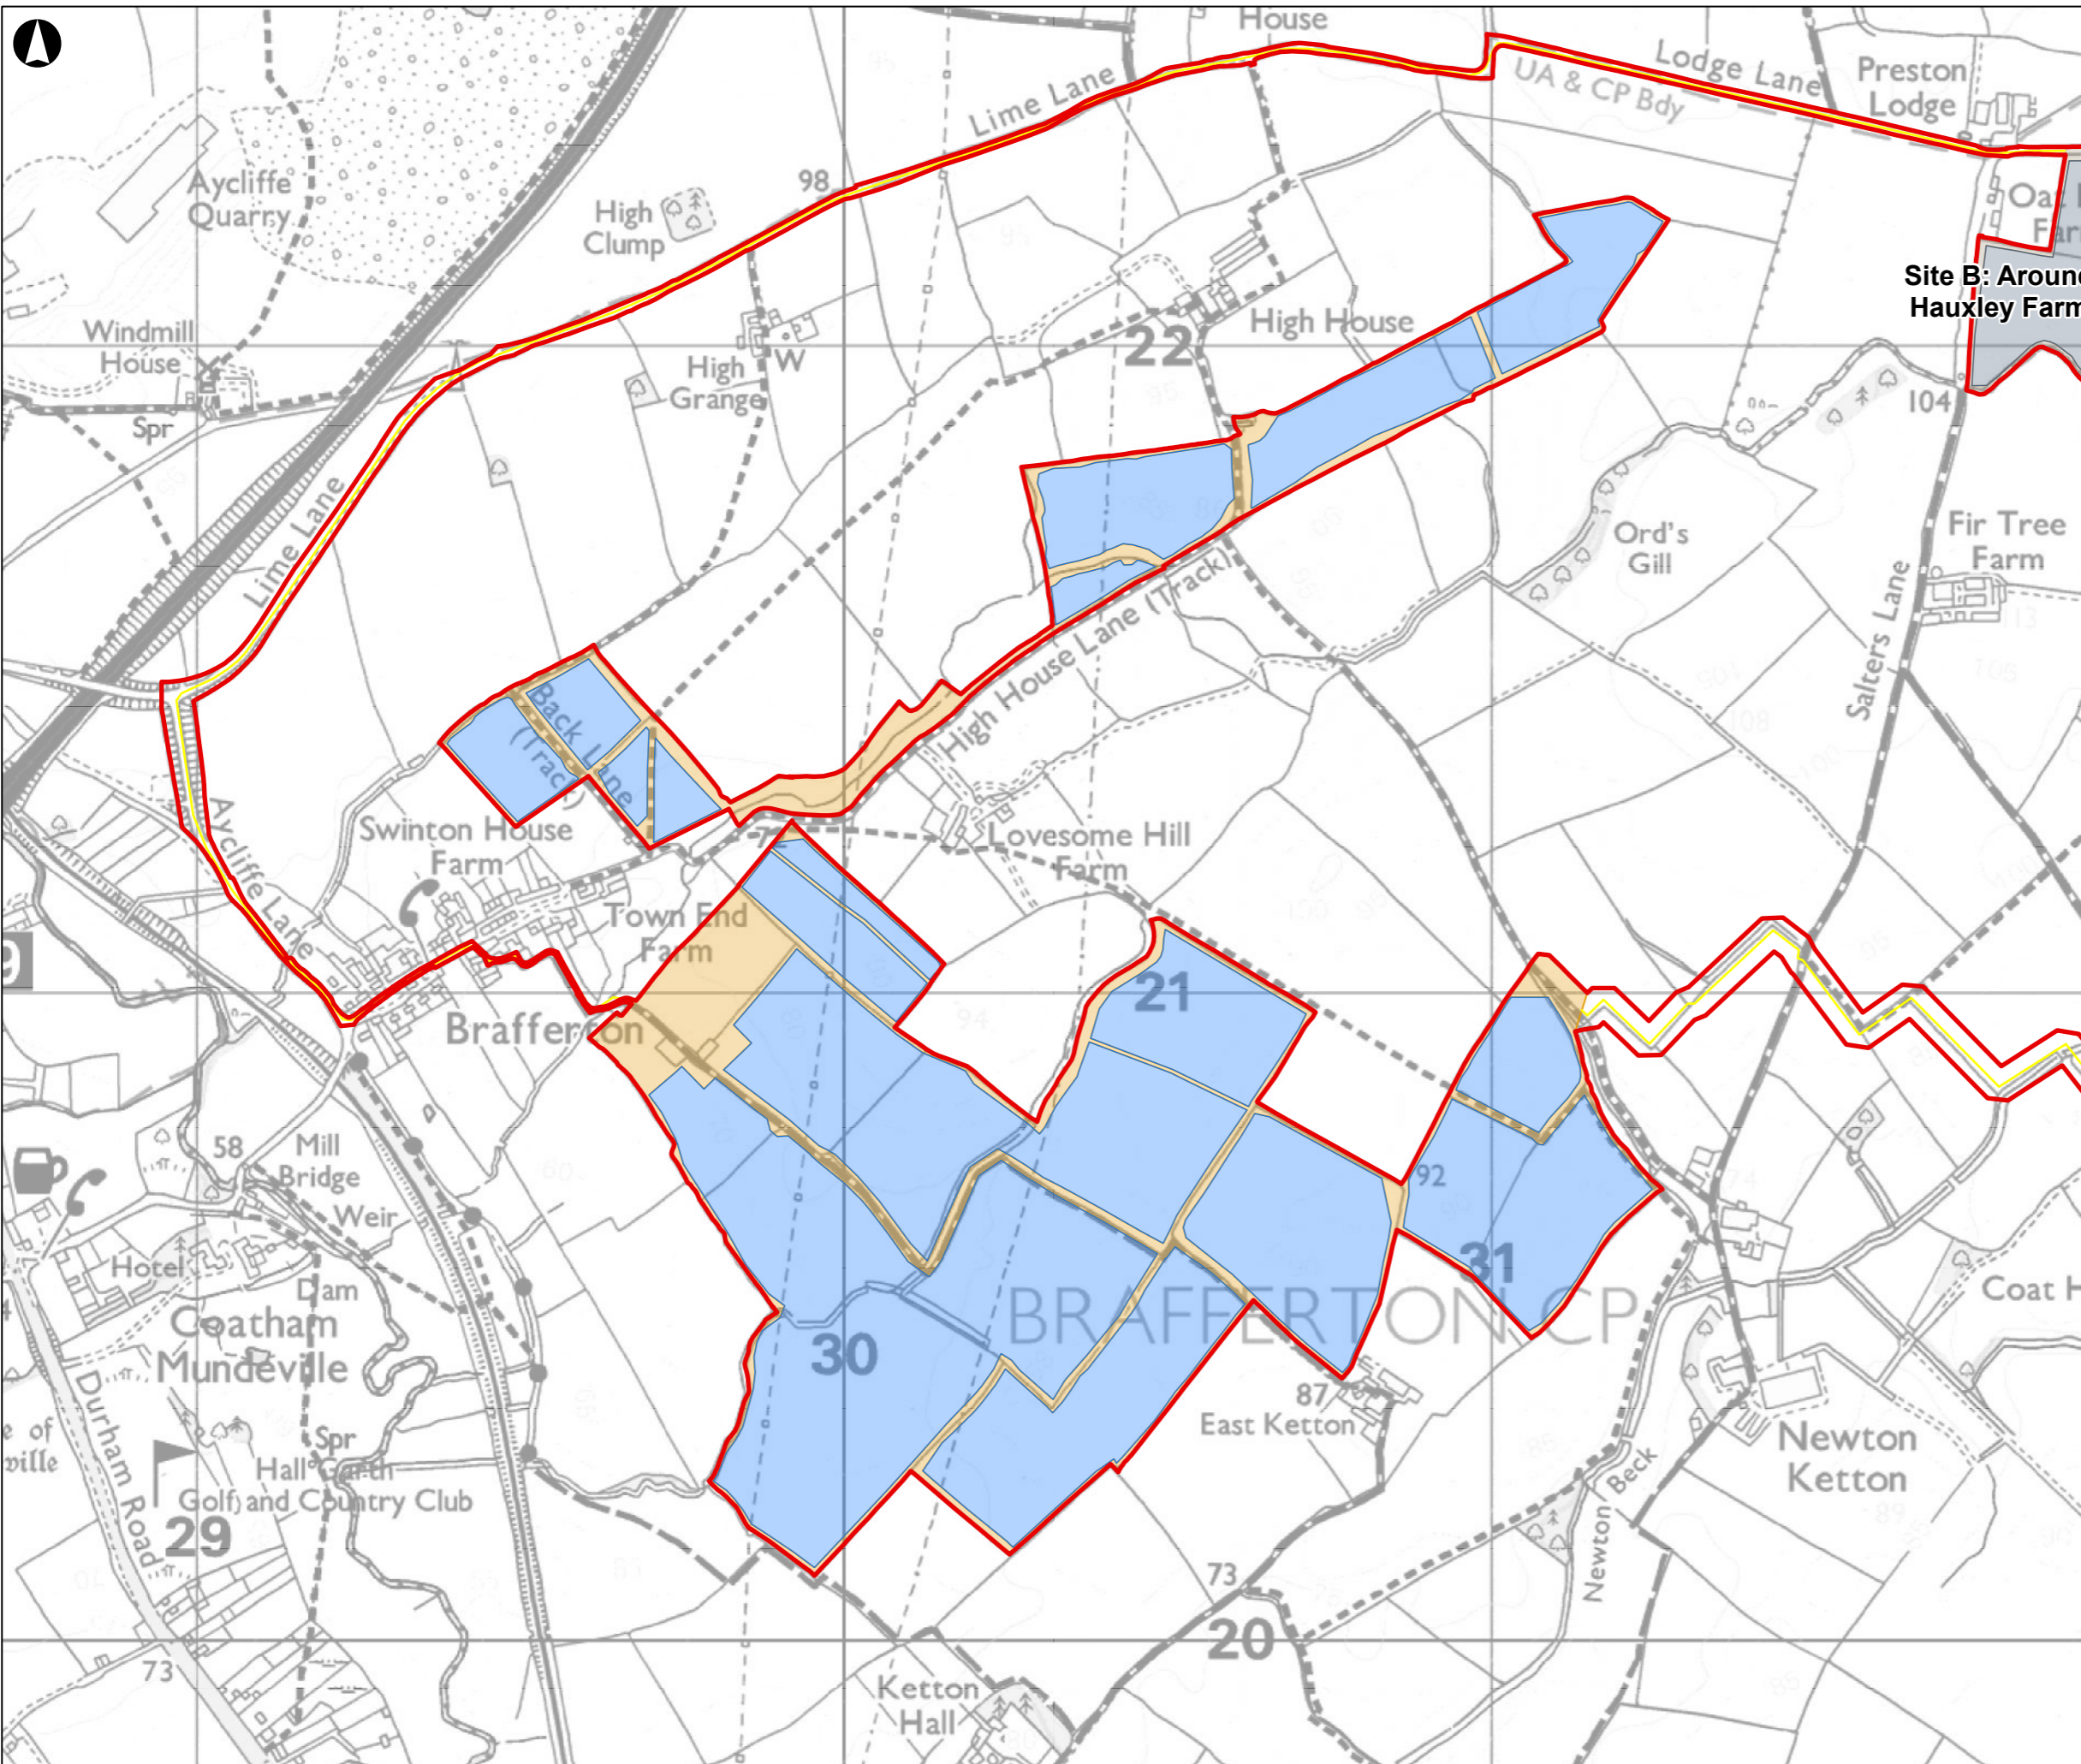 House
Lodge Lane
Lime Lane
UA & CP Bdy
Preston
Lodge
Aycliffe
Quarry
98
High
Clump
Site B: Around
Hauxley Farm
Windmill
House
High House
22
W
High
Grange
Spr
104
Lime Lane
Ord's
Gill
Fir Tree
Farm
High House Lane (Track)
Salters Lane
Back Lane
(Track)
Aycliffe Lane
Swinton House
Farm
Lovesome Hill
Farm
Town End
Farm
21
Brafferton
94
58
Mill
Bridge
Weir
92
Hotel
Dam
31
BRAFFERTON CP
Coat H
Coatham
Mundeville
30
87
East Ketton
Durham Road
e of
ville
Spr
Hall Garth
Golf and Country Club
Newton
Ketton
Newton Beck
29
73
20
73
Ketton
Hall